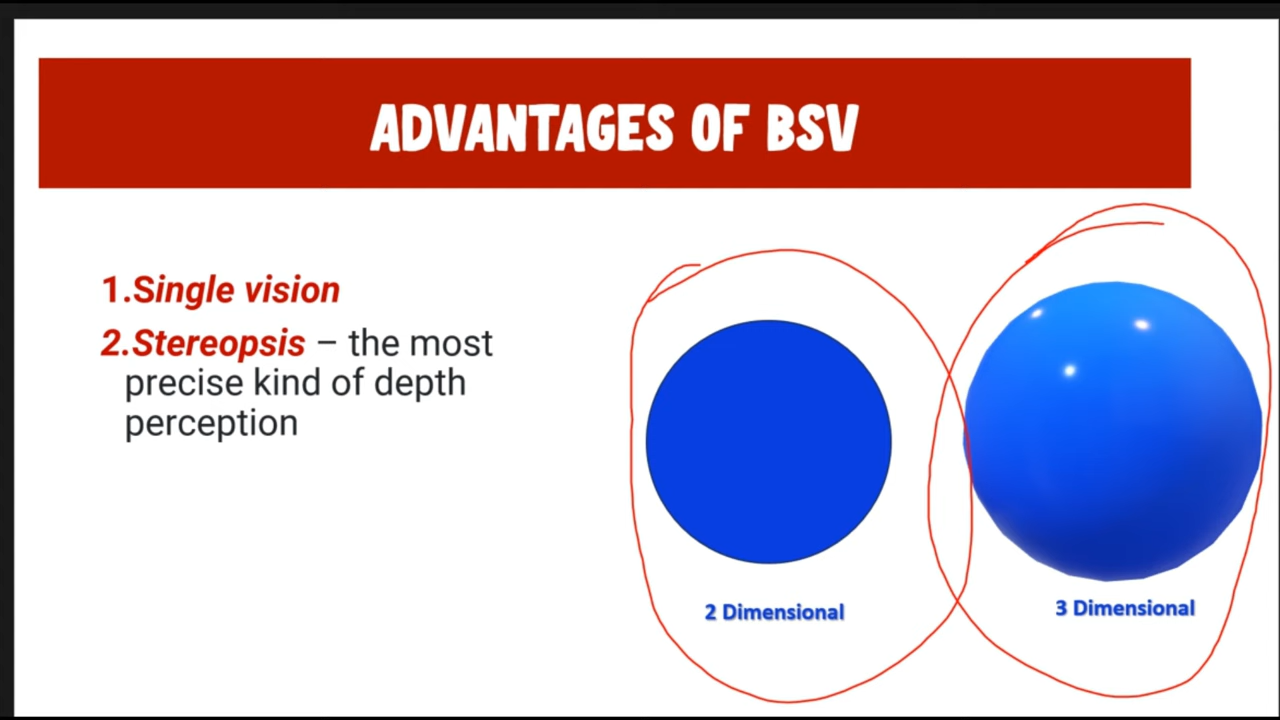 ADVANTAGES OF BSV
1.Single vision
2.Stereopsis – the most
precise kind of depth
perception
2 Dimensional
3 Dimensional